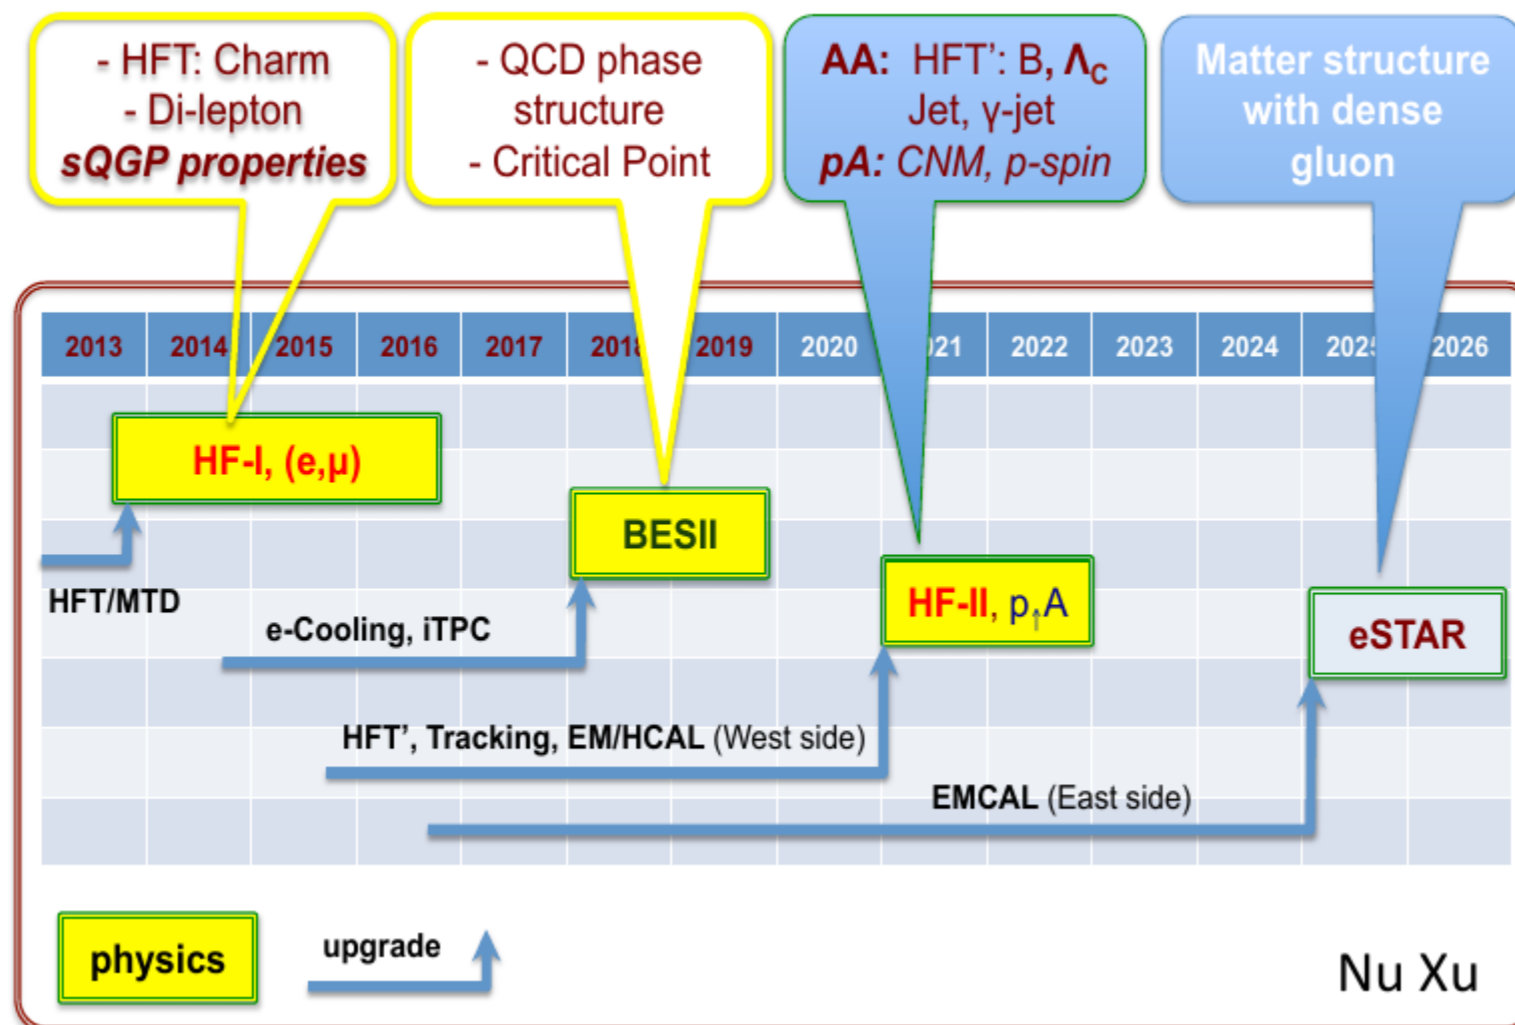 - HFT: Charm
- Di-lepton
sQGP properties
- QCD phase
structure
- Critical Point
AA: HFT’: B, Λc
Jet, γ-jet
pA: CNM, p-spin
Matter structure
with dense
gluon
2013 2014 2015 2016 2017 2018 2019 2020 2021 2022 2023 2024 2025 2026
HF-I, (e,μ)
BESII
HFT/MTD
HF-II, p↑A
e-Cooling, iTPC
eSTAR
HFT’, Tracking, EM/HCAL (West side)
EMCAL (East side)
physics
upgrade
Nu Xu